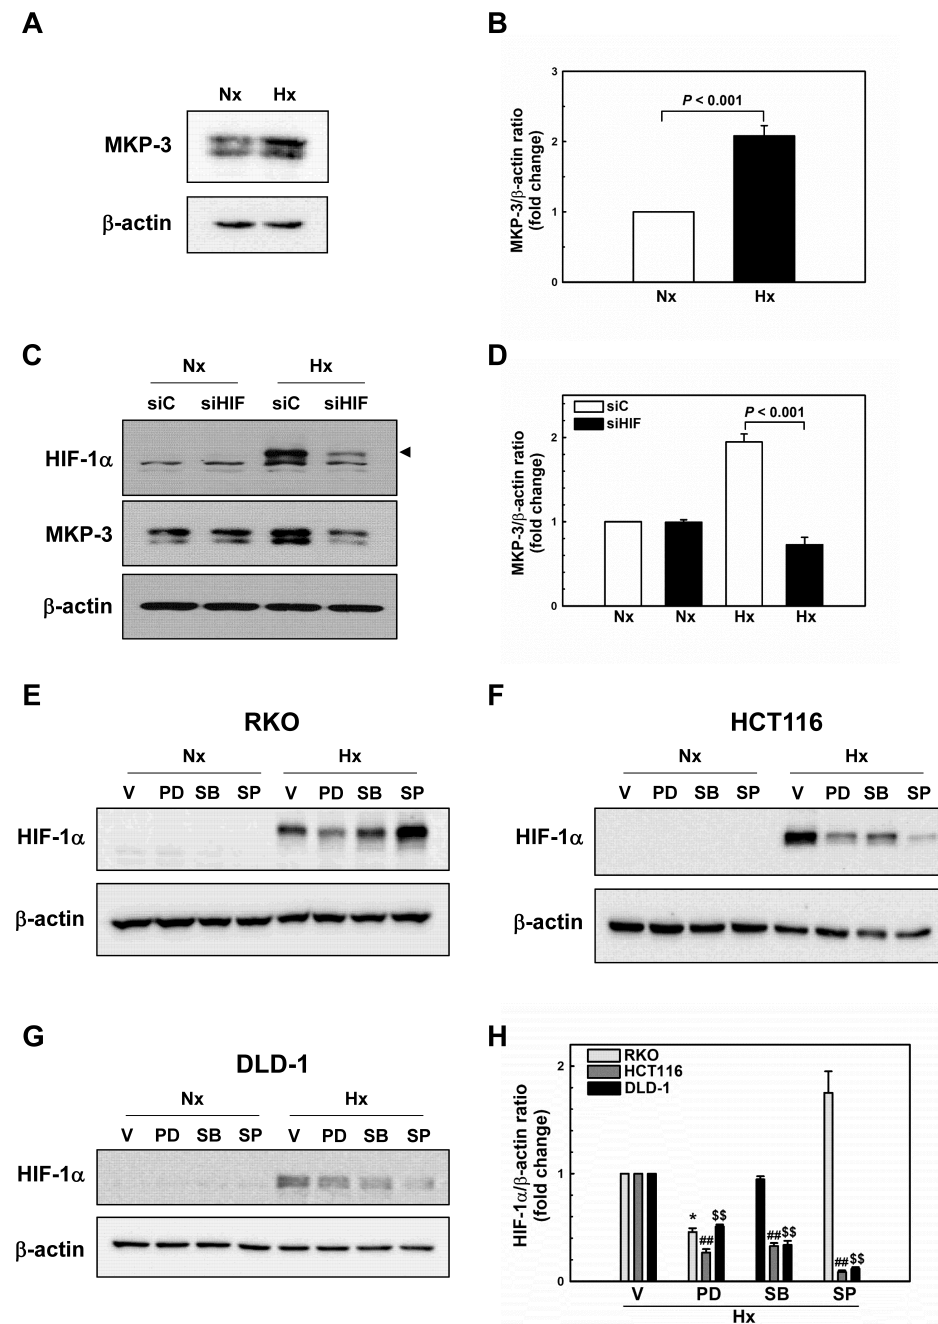 A
Nx Hx
MKP-3
β-actin
B
MKP-3/β-actin ratio
(fold change)
3
2
1
0
P < 0.001
Nx Hx
C
Nx Hx
siC siHIF siC siHIF
HIF-1α
MKP-3
β-actin
D
MKP-3/β-actin ratio
(fold change)
2
1
0
siC
siHIF
P < 0.001
Nx Nx Hx Hx
E
RKO
Nx Hx
V PD SB SP V PD SB SP
HIF-1α
β-actin
F
HCT116
Nx Hx
V PD SB SP V PD SB SP
HIF-1α
β-actin
G
DLD-1
Nx Hx
V PD SB SP V PD SB SP
HIF-1α
β-actin
H
HIF-1α/β-actin ratio
(fold change)
2
1
0
RKO
HCT116
DLD-1
* ## $$ ## $$ ## $$
V PD SB SP
Hx